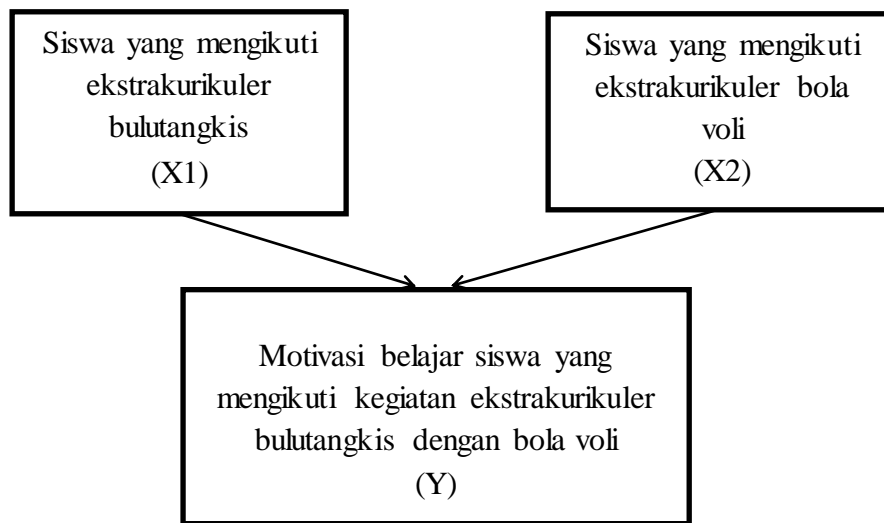 Siswa yang mengikuti
ekstrakurikuler
bulutangkis
(X1)
Siswa yang mengikuti
ekstrakurikuler bola
voli
(X2)
Motivasi belajar siswa yang
mengikuti kegiatan ekstrakurikuler
bulutangkis dengan bola voli
(Y)